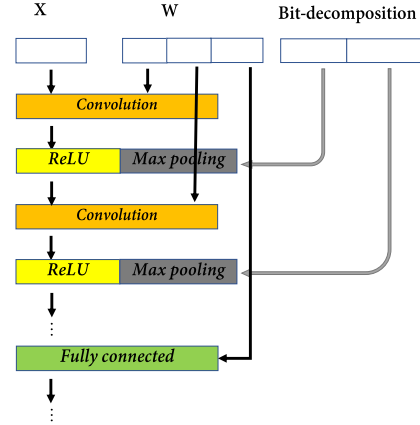 X W Bit-decomposition
Convolution
ReLU Max pooling
Convolution
ReLU Max pooling
⋮
Fully connected
⋮